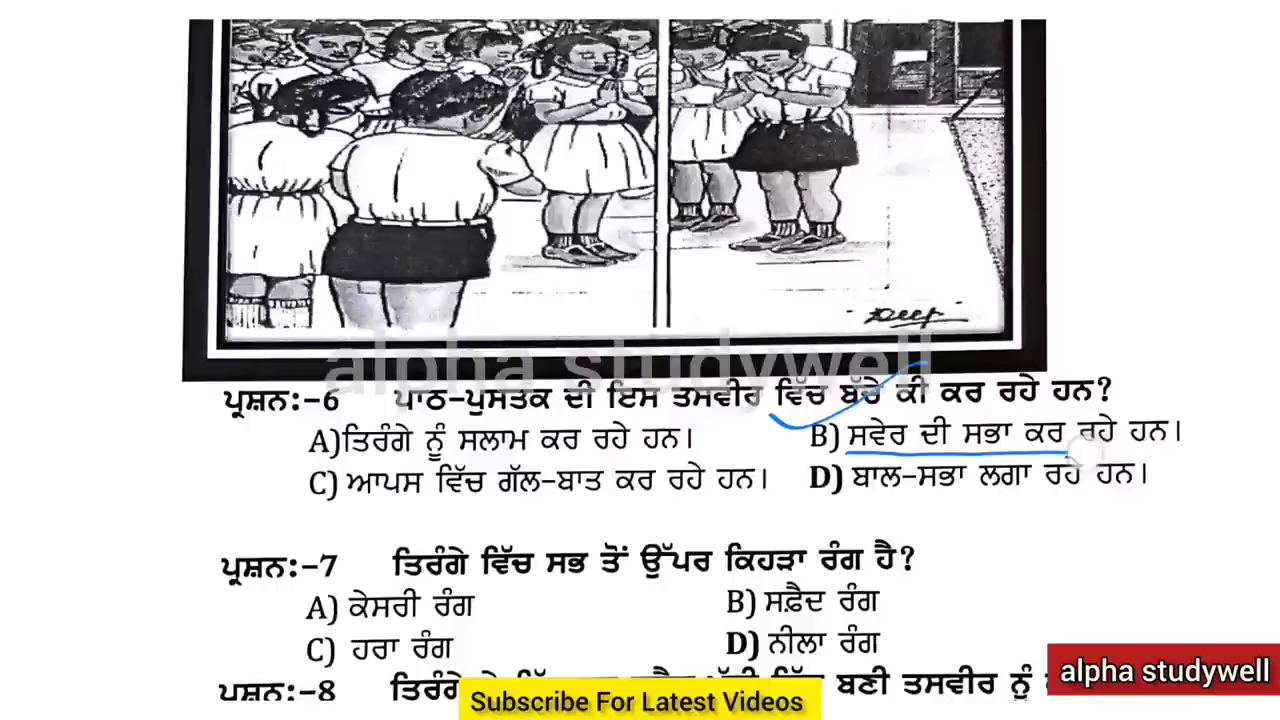 Deep
alpha studywell
ਪ੍ਰਸ਼ਨ:-6 ਪਾਠ-ਪੁਸਤਕ ਦੀ ਇਸ ਤਸਵੀਰ ਵਿੱਚ ਬੱਚੇ ਕੀ ਕਰ ਰਹੇ ਹਨ?
A)ਤਿਰੰਗੇ ਨੂੰ ਸਲਾਮ ਕਰ ਰਹੇ ਹਨ। B) ਸਵੇਰ ਦੀ ਸਭਾ ਕਰ ਰਹੇ ਹਨ।
C) ਆਪਸ ਵਿੱਚ ਗੱਲ-ਬਾਤ ਕਰ ਰਹੇ ਹਨ। D) ਬਾਲ-ਸਭਾ ਲਗਾ ਰਹੇ ਹਨ।
ਪ੍ਰਸ਼ਨ:-7 ਤਿਰੰਗੇ ਵਿੱਚ ਸਭ ਤੋਂ ਉੱਪਰ ਕਿਹੜਾ ਰੰਗ ਹੈ?
A) ਕੇਸਰੀ ਰੰਗ B) ਸਫ਼ੈਦ ਰੰਗ
C) ਹਰਾ ਰੰਗ D) ਨੀਲਾ ਰੰਗ
ਪ੍ਰਸ਼ਨ:-8 ਬਣੀ ਤਸਵੀਰ ਨੂੰ
alpha studywell
Subscribe For Latest Videos